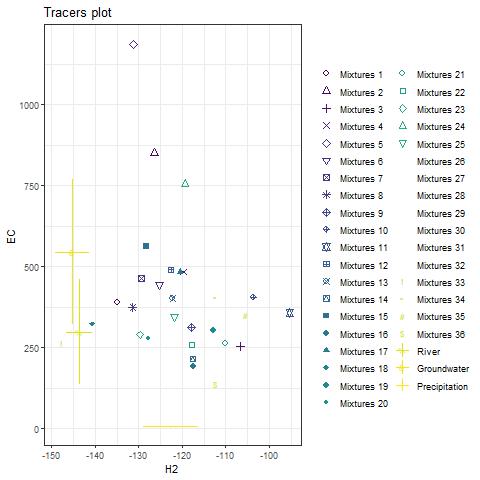 Tracers plot
EC
1000
750
500
250
0
-150
-140
-130
-120
-110
-100
H2
Mixtures 1
Mixtures 2
Mixtures 3
Mixtures 4
Mixtures 5
Mixtures 6
Mixtures 7
Mixtures 8
Mixtures 9
Mixtures 10
Mixtures 11
Mixtures 12
Mixtures 13
Mixtures 14
Mixtures 15
Mixtures 16
Mixtures 17
Mixtures 18
Mixtures 19
Mixtures 20
Mixtures 21
Mixtures 22
Mixtures 23
Mixtures 24
Mixtures 25
Mixtures 26
Mixtures 27
Mixtures 28
Mixtures 29
Mixtures 30
Mixtures 31
Mixtures 32
! Mixtures 33
" Mixtures 34
# Mixtures 35
$ Mixtures 36
River
Groundwater
Precipitation